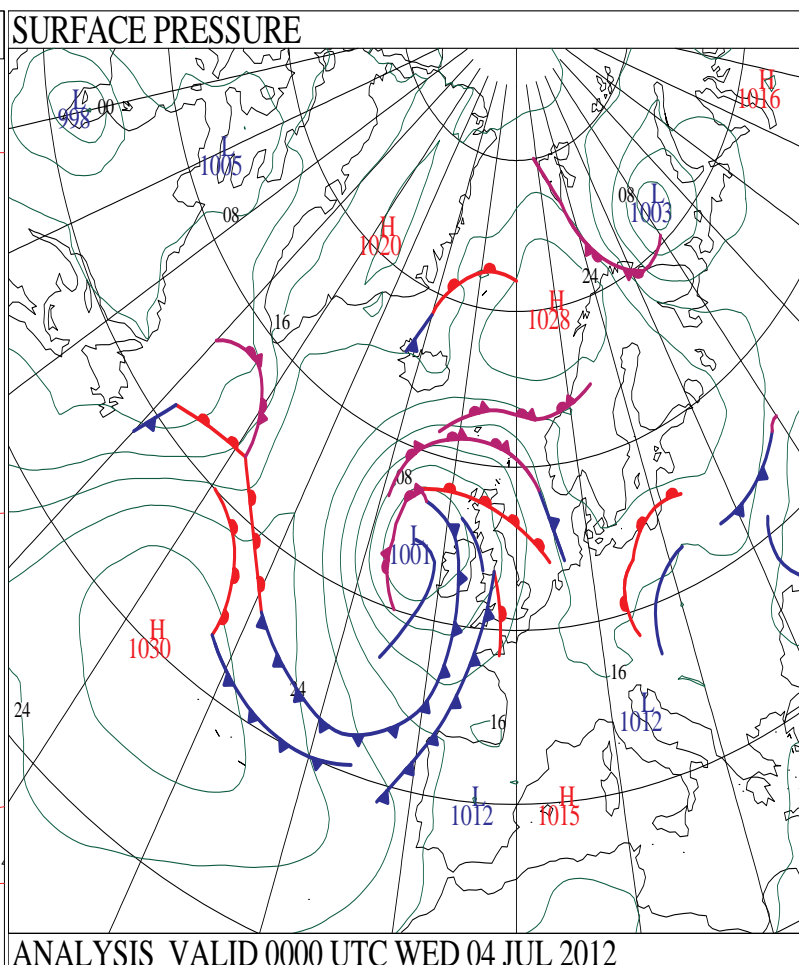 SURFACE PRESSURE
H
1016
L
998
00
L
1005
08
L
1003
08
H
1020
24
H
1028
16
08
L
1001
H
1030
24
24
16
L
1012
16
L
1012
H
1015
ANALYSIS VALID 0000 UTC WED 04 JUL 2012